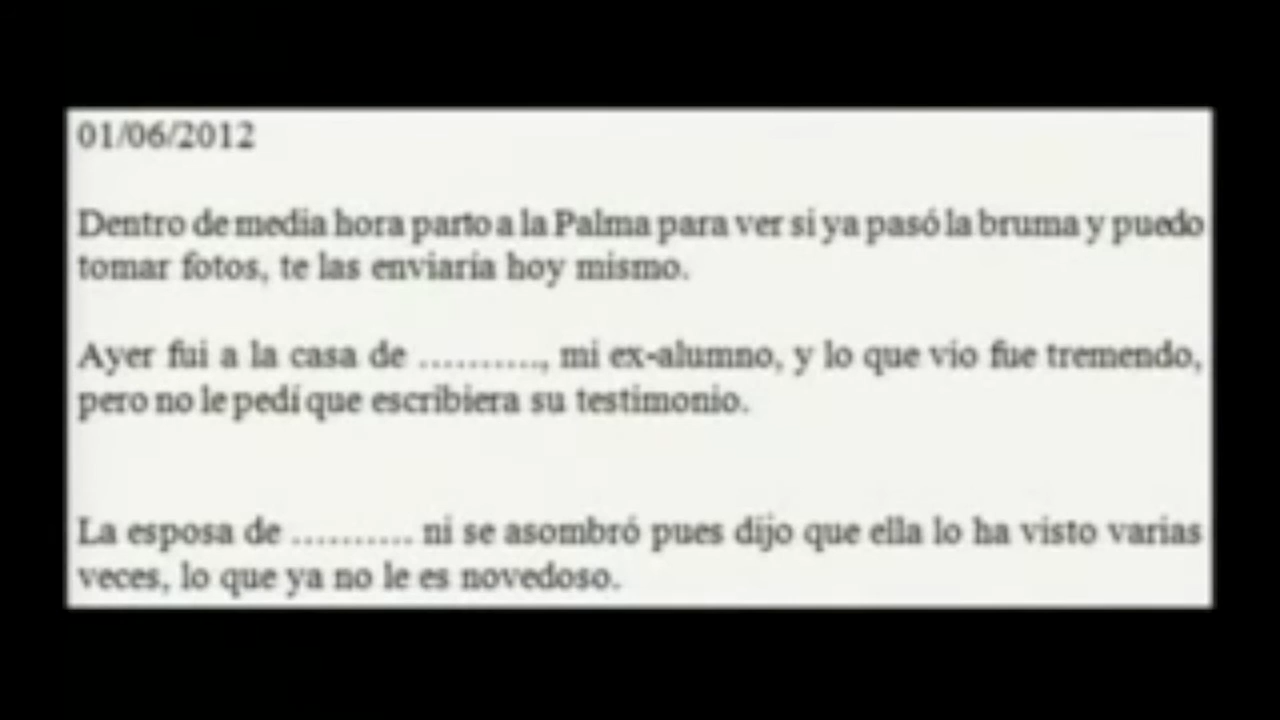 01/06/2012
Dentro de media hora parto a la Palma para ver si ya pasó la bruma y puedo
tomar fotos, te las enviaría hoy mismo.
Ayer fui a la casa de ………., mi ex-alumno, y lo que vio fue tremendo,
pero no le pedí que escribiera su testimonio.
La esposa de ………. ni se asombró pues dijo que ella lo ha visto varias
veces, lo que ya no le es novedoso.